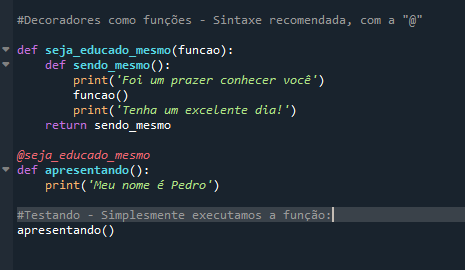 #Decoradores como funções - Sintaxe recomendada, com a "@"
def seja_educado_mesmo(funcao):
    def sendo_mesmo():
        print('Foi um prazer conhecer você')
        funcao()
        print('Tenha um excelente dia!')
    return sendo_mesmo
@seja_educado_mesmo
def apresentando():
    print('Meu nome é Pedro')
#Testando - Simplesmente executamos a função:
apresentando()